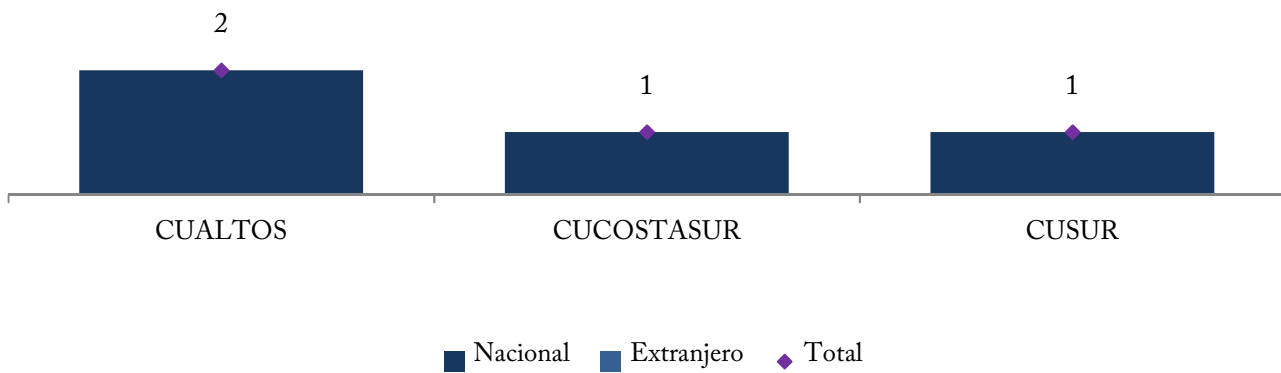 2
1
1
CUALTOS
CUCOSTASUR
CUSUR
Nacional
Extranjero
Total